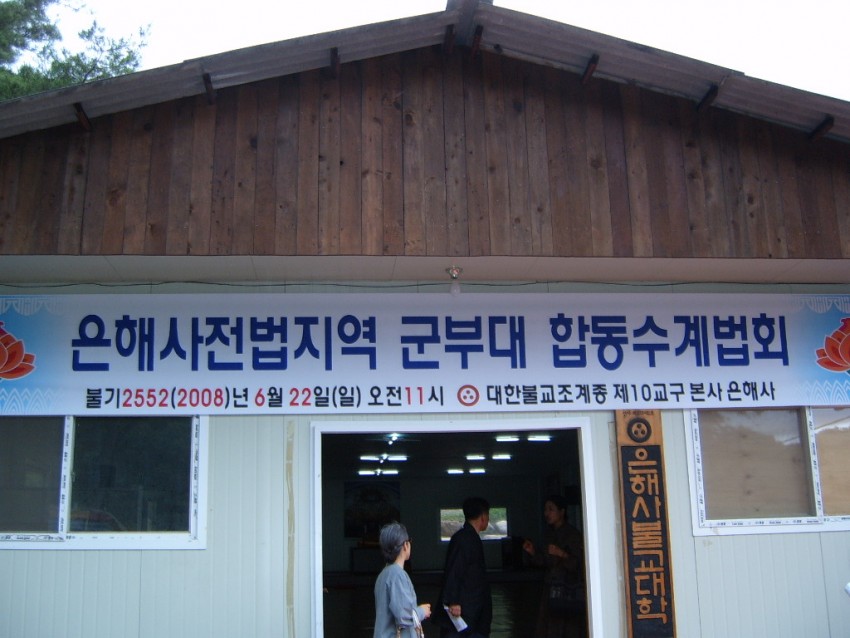 은해사전법지역 군부대 합동수계법회
불기2552(2008)년 6월 22일(일) 오전11시 대한불교조계종 제10교구 본사 은해사
은해사불교대학